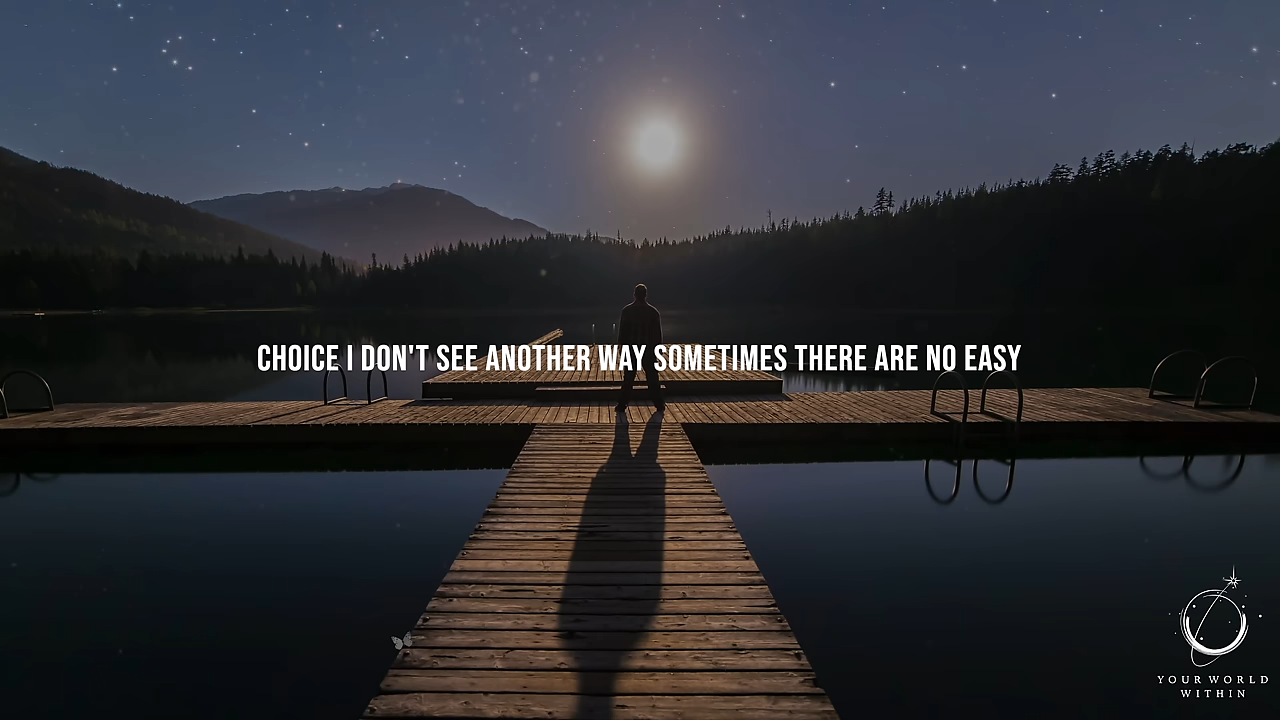 CHOICE I DON'T SEE ANOTHER WAY SOMETIMES THERE ARE NO EASY
YOUR WORLD
WITHIN